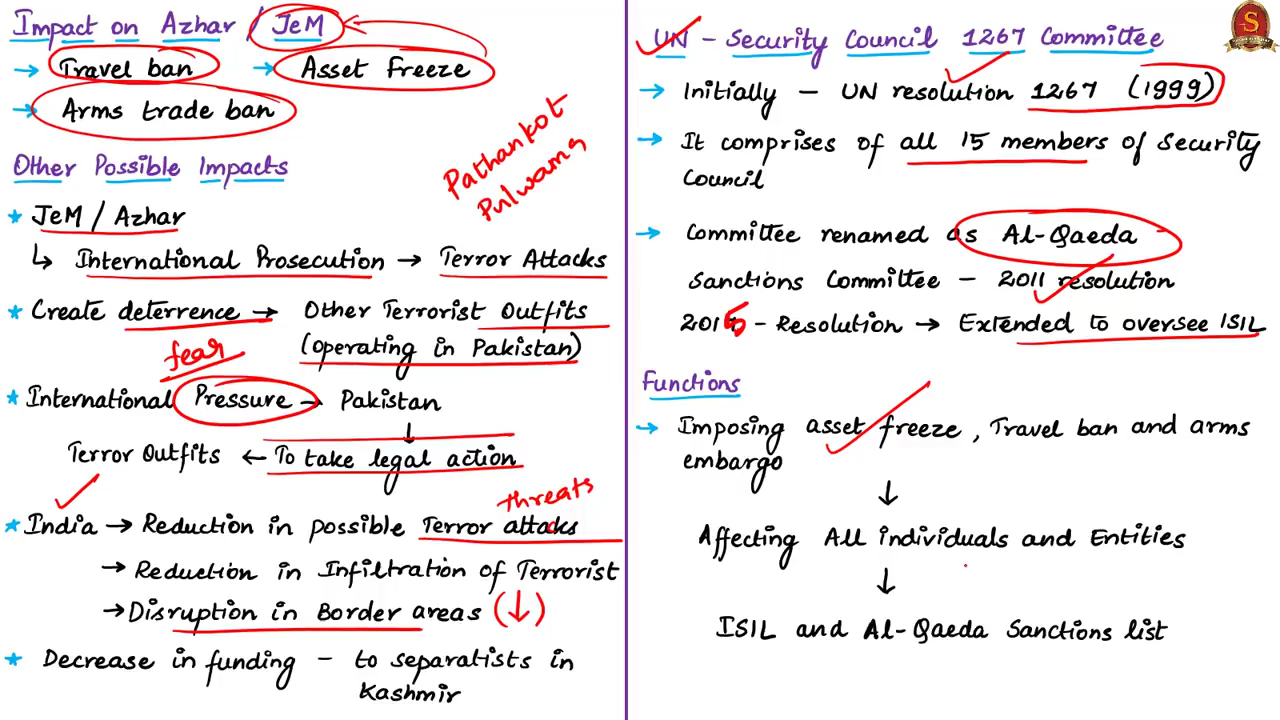 Impact on Azhar / JeM
→ Travel ban → Asset Freeze
→ Arms trade ban
Pathankot
Pulwama
Other Possible Impacts
* JeM / Azhar
↳ International Prosecution → Terror Attacks
* Create deterrence → Other Terrorist Outfits
(operating in Pakistan)
fear
* International Pressure → Pakistan
↓
Terror Outfits ← To take legal action
threats
* India → Reduction in possible Terror attacks
→ Reduction in Infiltration of Terrorist
→ Disruption in Border areas (↓)
* Decrease in funding - to separatists in
Kashmir
UN - Security Council 1267 Committee
→ Initially - UN resolution 1267 (1999)
→ It comprises of all 15 members of Security
Council
→ Committee renamed as Al-Qaeda
Sanctions Committee - 2011 resolution
2015 - Resolution → Extended to oversee ISIL
Functions
→ Imposing asset freeze, Travel ban and arms
embargo
↓
Affecting All individuals and Entities
↓
ISIL and Al-Qaeda Sanctions list
S